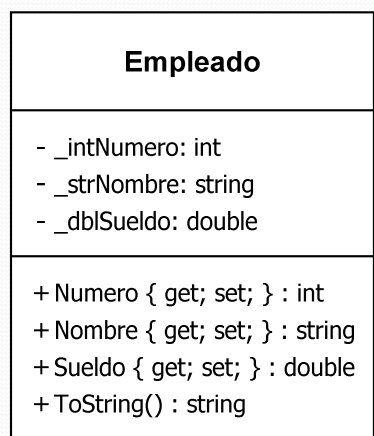 Empleado
- _intNumero: int
- _strNombre: string
- _dblSueldo: double
+ Numero { get; set; } : int
+ Nombre { get; set; } : string
+ Sueldo { get; set; } : double
+ ToString() : string